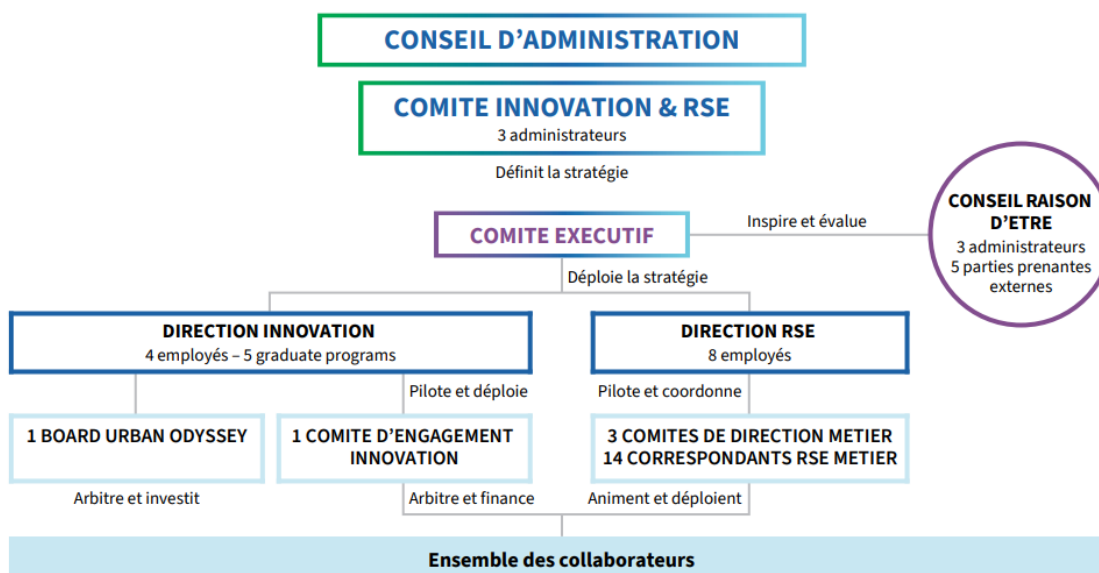 CONSEIL D’ADMINISTRATION
COMITE INNOVATION & RSE
3 administrateurs
Définit la stratégie
CONSEIL RAISON
D’ETRE
3 administrateurs
5 parties prenantes
externes
Inspire et évalue
COMITE EXECUTIF
Déploie la stratégie
DIRECTION INNOVATION
4 employés – 5 graduate programs
DIRECTION RSE
8 employés
Pilote et déploie
Pilote et coordonne
1 BOARD URBAN ODYSSEY
1 COMITE D’ENGAGEMENT
INNOVATION
3 COMITES DE DIRECTION METIER
14 CORRESPONDANTS RSE METIER
Arbitre et investit
Arbitre et finance
Animent et déploient
Ensemble des collaborateurs